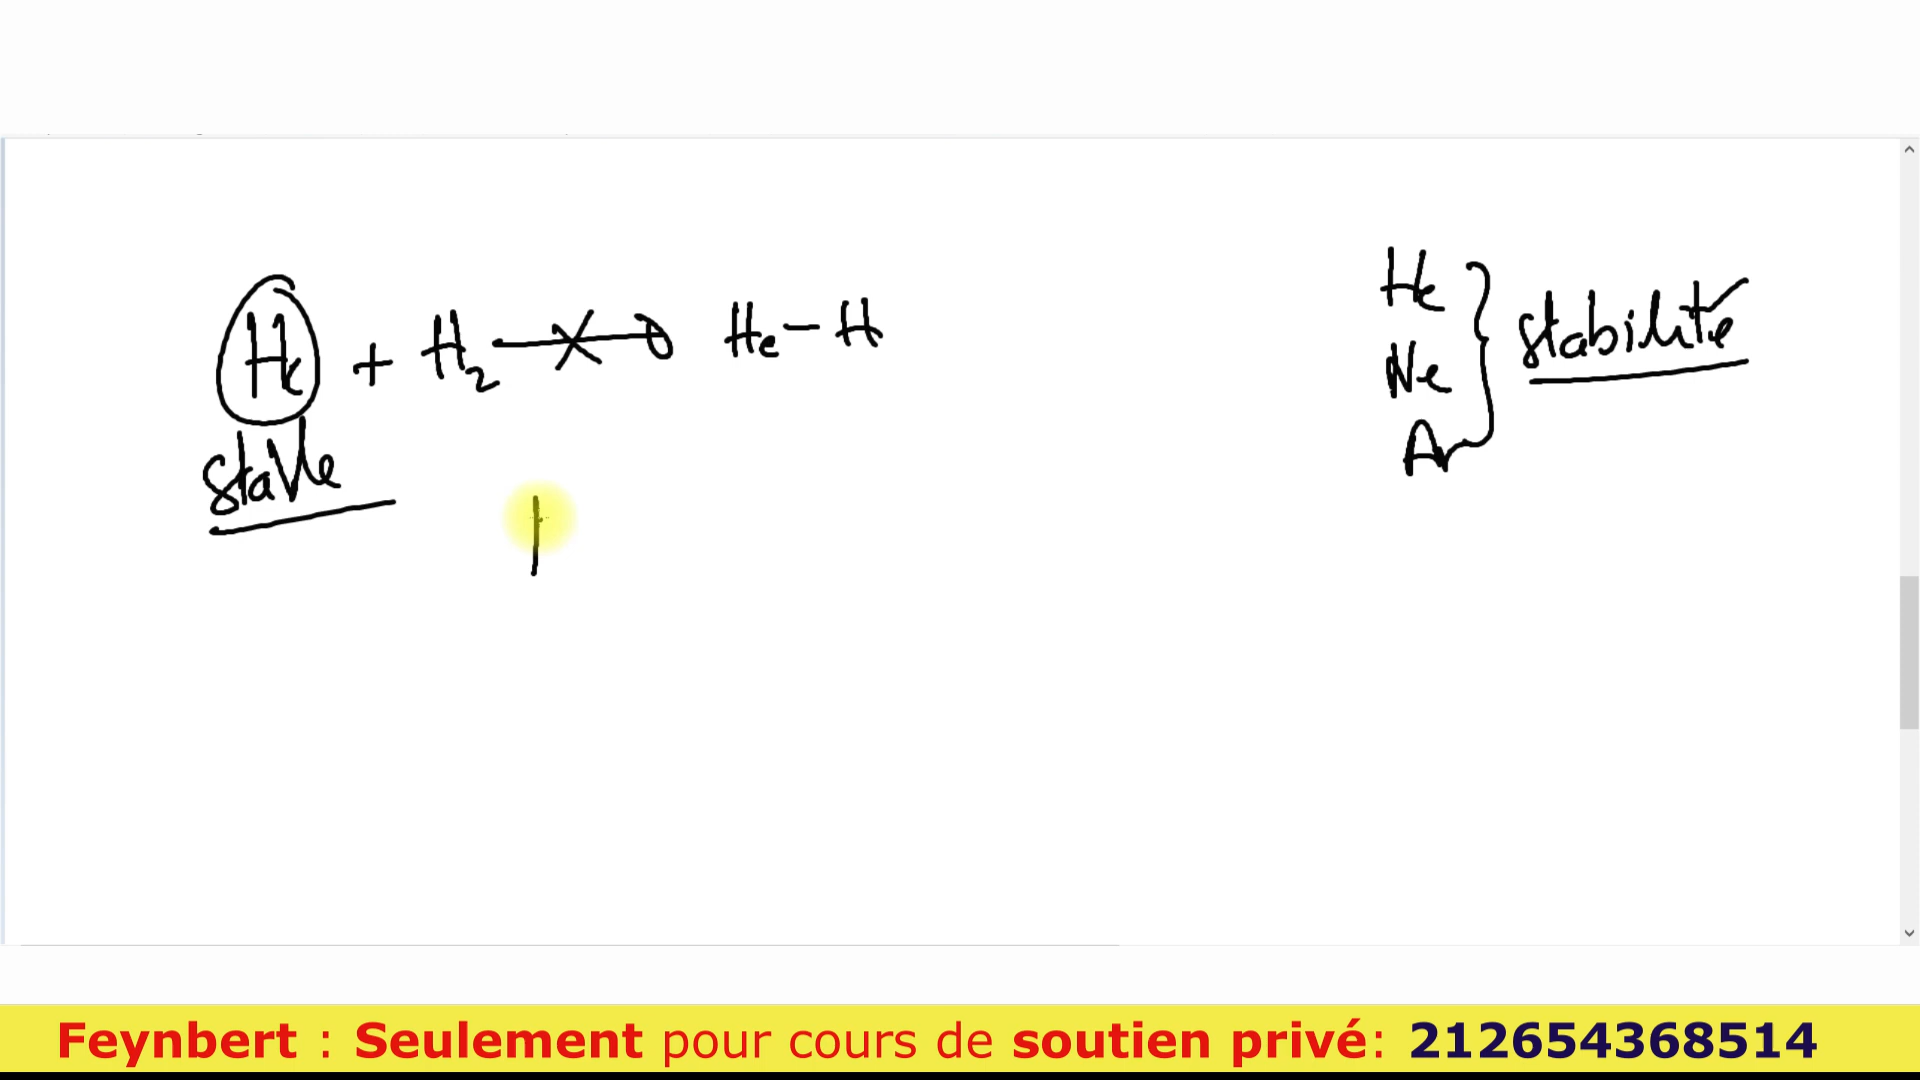 He + H₂ → He - H
stable
He
Ne
Ar
stabilité
Feynbert : Seulement pour cours de soutien privé: 212654368514